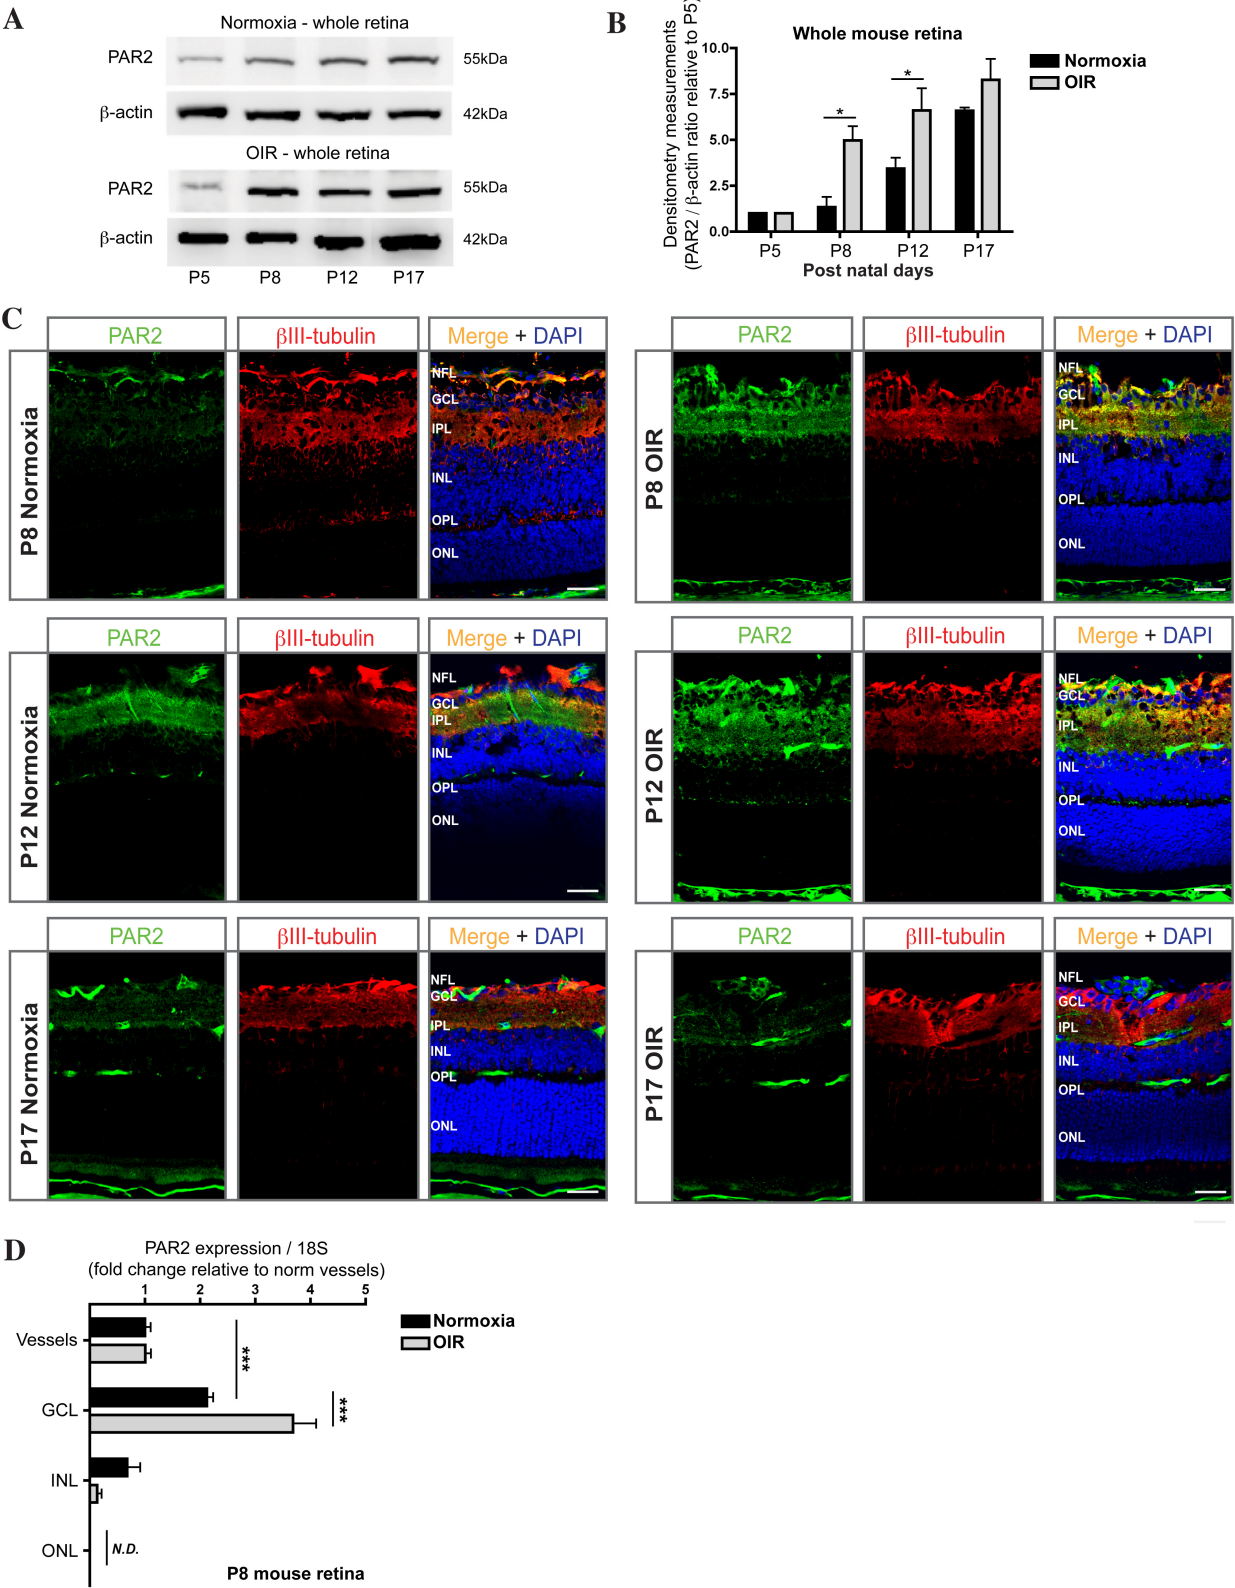 A
Normoxia - whole retina
PAR2
55kDa
β-actin
42kDa
OIR - whole retina
PAR2
55kDa
β-actin
42kDa
P5 P8 P12 P17
B
Whole mouse retina
Densitometry measurements
(PAR2 / β-actin ratio relative to P5)
10.0
7.5
5.0
2.5
0.0
* *
P5 P8 P12 P17
Post natal days
Normoxia
OIR
C
PAR2 βIII-tubulin Merge + DAPI
P8 Normoxia
NFL
GCL
IPL
INL
OPL
ONL
PAR2 βIII-tubulin Merge + DAPI
P8 OIR
NFL
GCL
IPL
INL
OPL
ONL
PAR2 βIII-tubulin Merge + DAPI
P12 Normoxia
NFL
GCL
IPL
INL
OPL
ONL
PAR2 βIII-tubulin Merge + DAPI
P12 OIR
NFL
GCL
IPL
INL
OPL
ONL
PAR2 βIII-tubulin Merge + DAPI
P17 Normoxia
NFL
GCL
IPL
INL
OPL
ONL
PAR2 βIII-tubulin Merge + DAPI
P17 OIR
NFL
GCL
IPL
INL
OPL
ONL
D
PAR2 expression / 18S
(fold change relative to norm vessels)
1 2 3 4 5
Normoxia
OIR
Vessels
***
GCL
***
INL
ONL
N.D.
P8 mouse retina